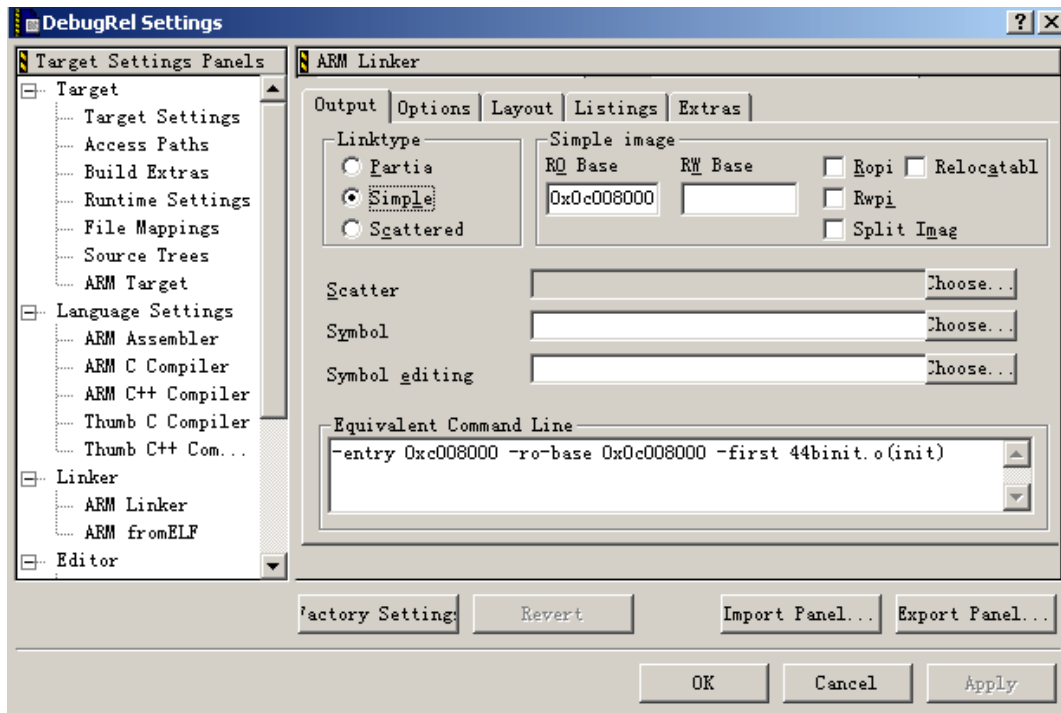 DebugRel Settings
Target Settings Panels
Target
Target Settings
Access Paths
Build Extras
Runtime Settings
File Mappings
Source Trees
ARM Target
Language Settings
ARM Assembler
ARM C Compiler
ARM C++ Compiler
Thumb C Compiler
Thumb C++ Com...
Linker
ARM Linker
ARM fromELF
Editor
ARM Linker
Output Options Layout Listings Extras
Linktype
Partia
Simple
Scattered
Simple image
RO Base RW Base
0x0c008000
Ropi Relocatabl
Rwpi
Split Imag
Scatter Choose...
Symbol Choose...
Symbol editing Choose...
Equivalent Command Line
-entry 0xc008000 -ro-base 0x0c008000 -first 44binit.o(init)
Factory Setting Revert Import Panel... Export Panel...
OK Cancel Apply